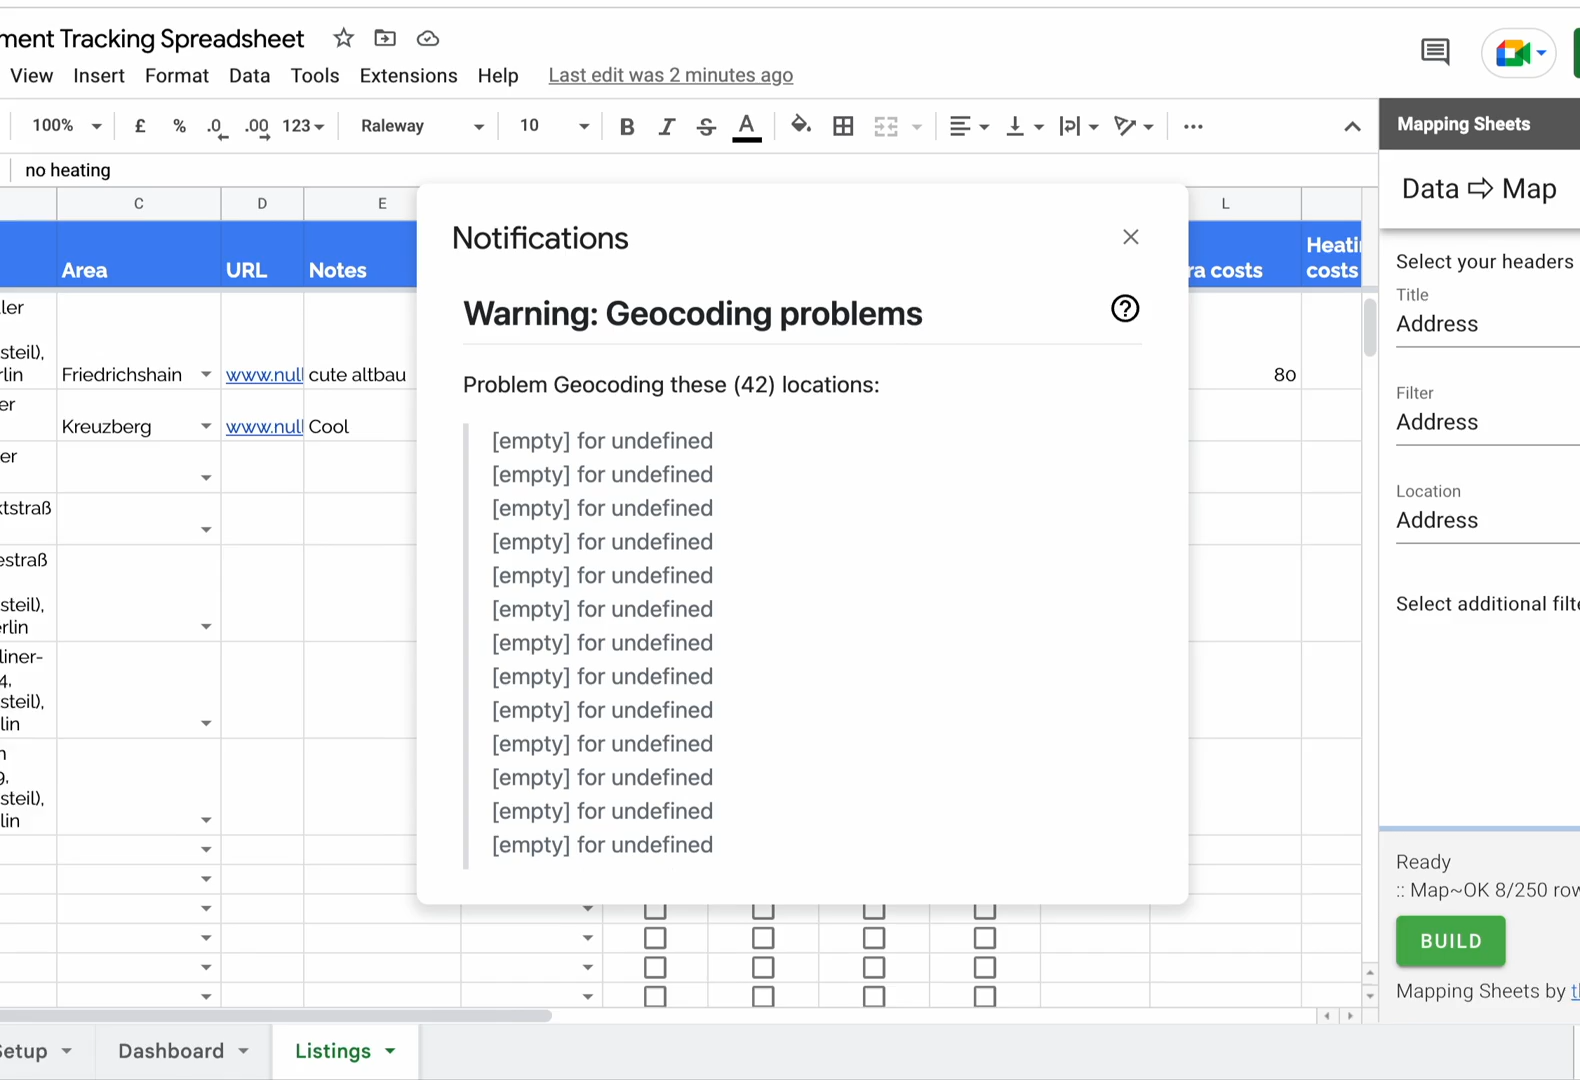 ment Tracking Spreadsheet
View Insert Format Data Tools Extensions Help Last edit was 2 minutes ago
100% £ % .0 .00 123 Raleway 10 B I S A
Mapping Sheets
no heating
Data ⇨ Map
C D E L
Notifications
Area URL Notes ra costs Heati
costs
Select your headers
Title
Address
Filter
Address
Location
Address
Select additional filte
Warning: Geocoding problems
Problem Geocoding these (42) locations:
[empty] for undefined
[empty] for undefined
[empty] for undefined
[empty] for undefined
[empty] for undefined
[empty] for undefined
[empty] for undefined
[empty] for undefined
[empty] for undefined
[empty] for undefined
[empty] for undefined
[empty] for undefined
[empty] for undefined
ler
steil),
rlin Friedrichshain www.null cute altbau 80
er
Kreuzberg www.null Cool
er
ktstraß
estraß
steil),
erlin
liner-
4,
steil),
lin
n
9,
steil),
lin
Ready
:: Map~OK 8/250 row
BUILD
Mapping Sheets by t
Setup Dashboard Listings